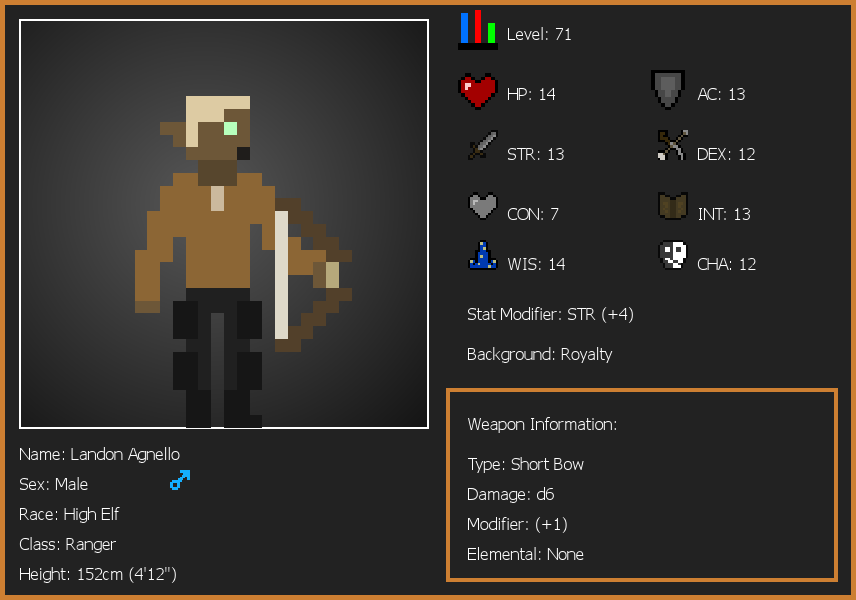 Level: 71
HP: 14
AC: 13
STR: 13
DEX: 12
CON: 7
INT: 13
WIS: 14
CHA: 12
Stat Modifier: STR (+4)
Background: Royalty
Weapon Information:
Type: Short Bow
Damage: d6
Modifier: (+1)
Elemental: None
Name: Landon Agnello
Sex: Male
Race: High Elf
Class: Ranger
Height: 152cm (4'12")